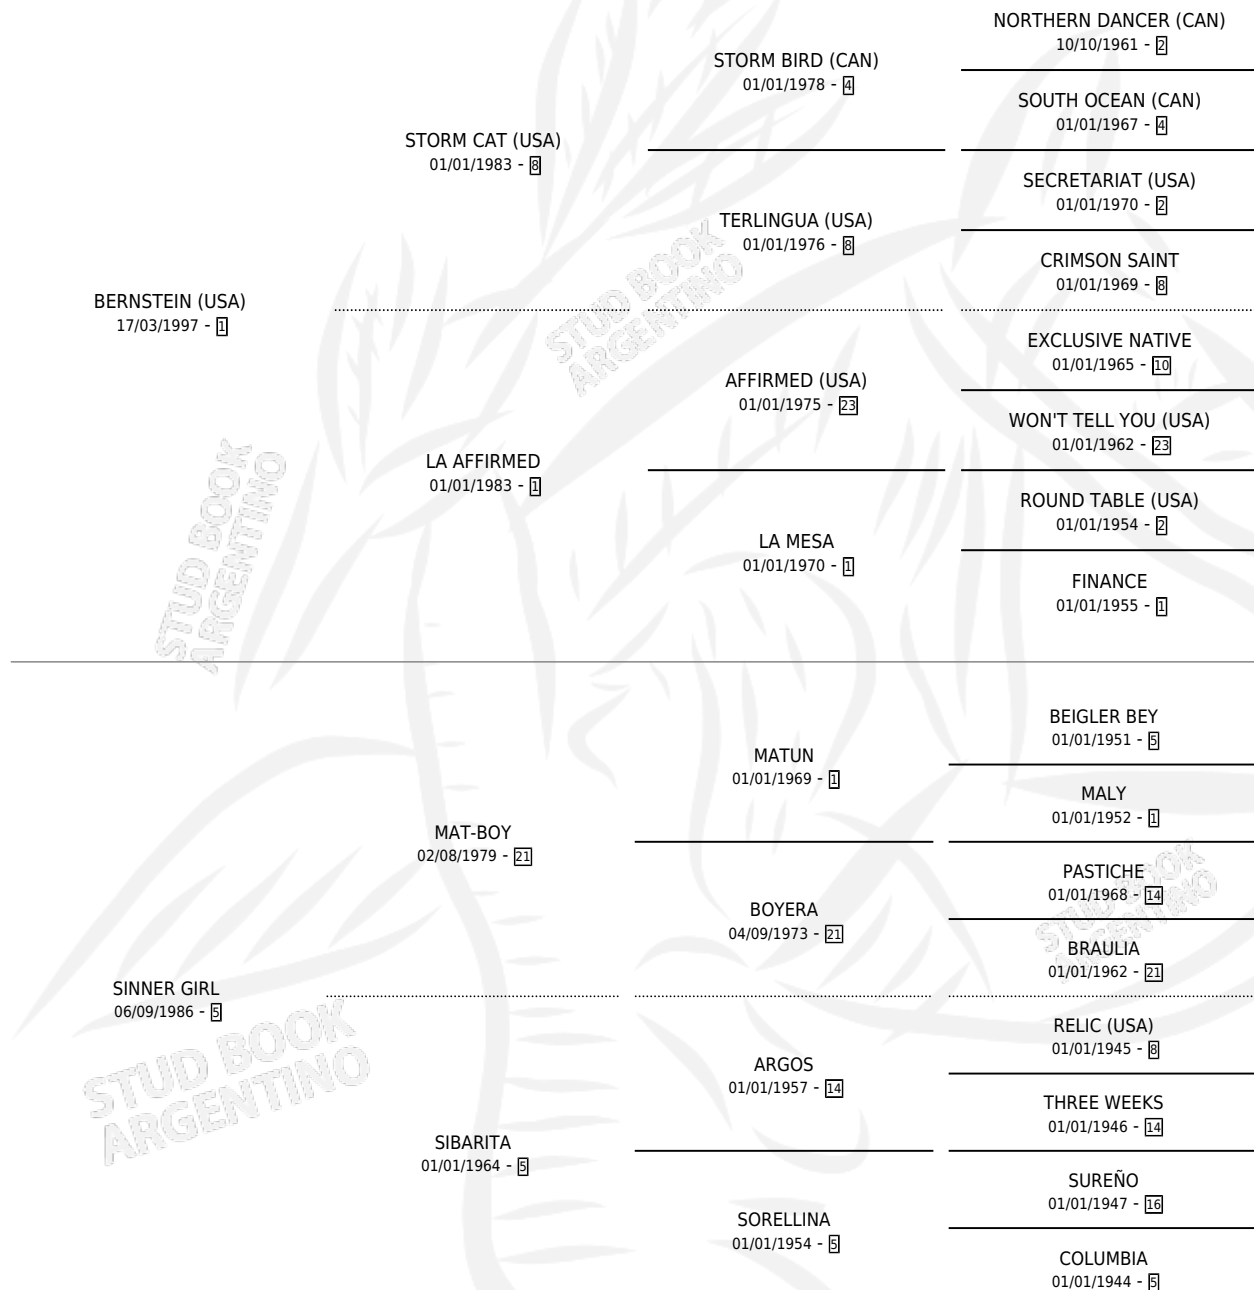 NORTHERN DANCER (CAN)
10/10/1961 - 2
STORM BIRD (CAN)
01/01/1978 - 4
SOUTH OCEAN (CAN)
01/01/1967 - 4
STORM CAT (USA)
01/01/1983 - 8
SECRETARIAT (USA)
01/01/1970 - 2
TERLINGUA (USA)
01/01/1976 - 8
CRIMSON SAINT
01/01/1969 - 8
BERNSTEIN (USA)
17/03/1997 - 1
EXCLUSIVE NATIVE
01/01/1965 - 10
AFFIRMED (USA)
01/01/1975 - 23
WON'T TELL YOU (USA)
01/01/1962 - 23
LA AFFIRMED
01/01/1983 - 1
ROUND TABLE (USA)
01/01/1954 - 2
LA MESA
01/01/1970 - 1
FINANCE
01/01/1955 - 1
BEIGLER BEY
01/01/1951 - 5
MATUN
01/01/1969 - 1
MALY
01/01/1952 - 1
MAT-BOY
02/08/1979 - 21
PASTICHE
01/01/1968 - 14
BOYERA
04/09/1973 - 21
BRAULIA
01/01/1962 - 21
SINNER GIRL
06/09/1986 - 5
RELIC (USA)
01/01/1945 - 8
ARGOS
01/01/1957 - 14
THREE WEEKS
01/01/1946 - 14
SIBARITA
01/01/1964 - 5
SUREÑO
01/01/1947 - 16
SORELLINA
01/01/1954 - 5
COLUMBIA
01/01/1944 - 5
STUD BOOK
ARGENTINO
STUD BOOK
ARGENTINO
STUD BOOK
ARGENTINO
STUD BOOK
ARGENTINO